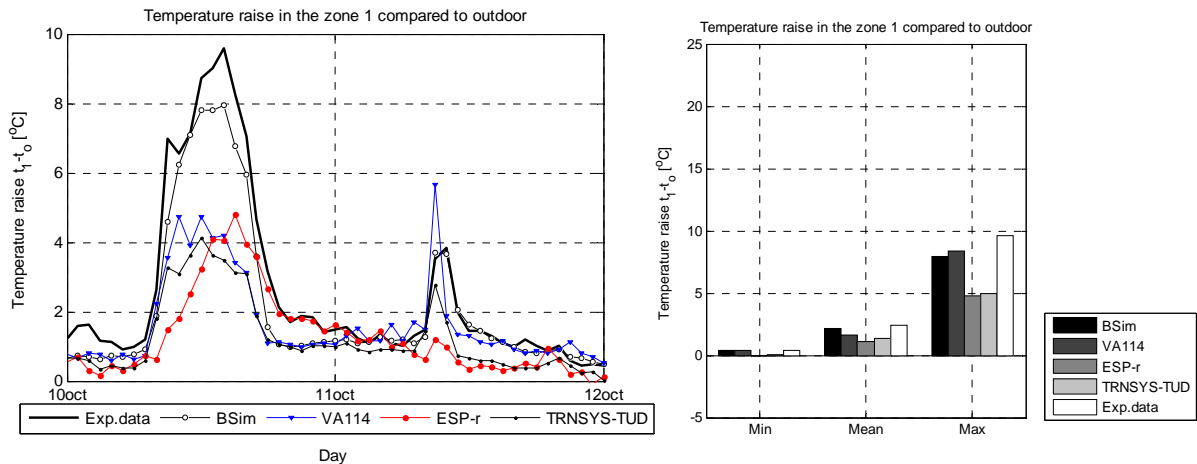 Temperature raise in the zone 1 compared to outdoor
10
8
6
4
2
0
Temperature raise t1-to [oC]
10oct
11oct
12oct
Exp.data
BSim
VA114
ESP-r
TRNSYS-TUD
Day
Temperature raise in the zone 1 compared to outdoor
25
20
15
10
5
0
-5
Temperature raise t1-to [oC]
Min
Mean
Max
BSim
VA114
ESP-r
TRNSYS-TUD
Exp.data